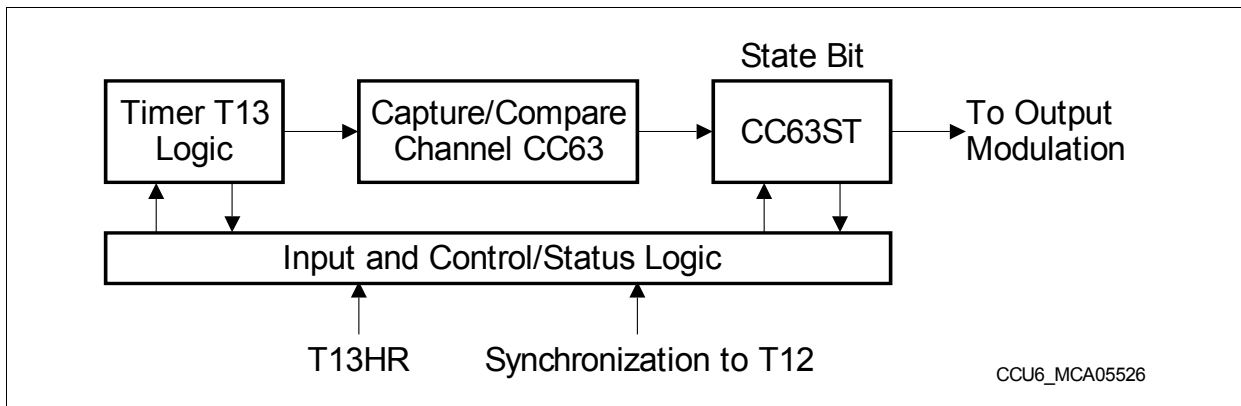 State Bit
Timer T13
Logic
Capture/Compare
Channel CC63
CC63ST
To Output
Modulation
Input and Control/Status Logic
T13HR
Synchronization to T12
CCU6_MCA05526